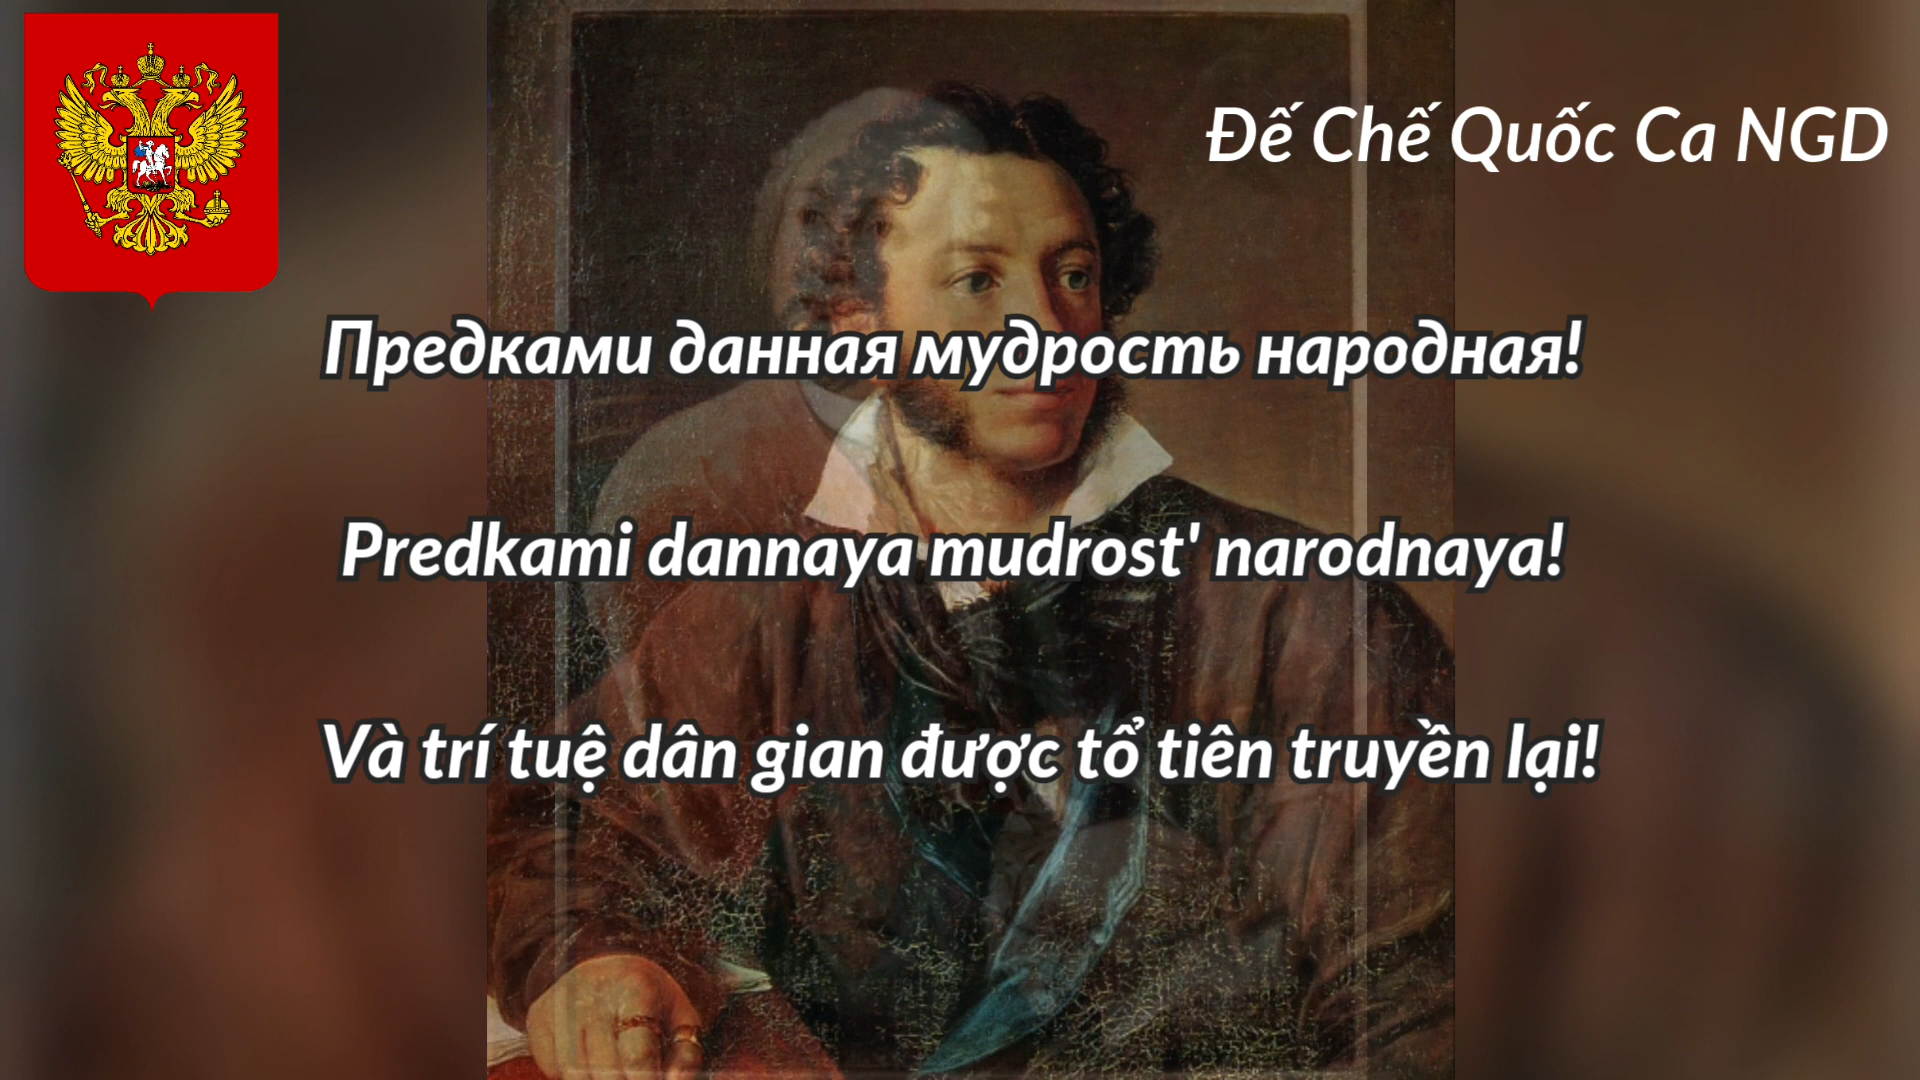 Đế Chế Quốc Ca NGD
Предками данная мудрость народная!
Predkami dannaya mudrost' narodnaya!
Và trí tuệ dân gian được tổ tiên truyền lại!